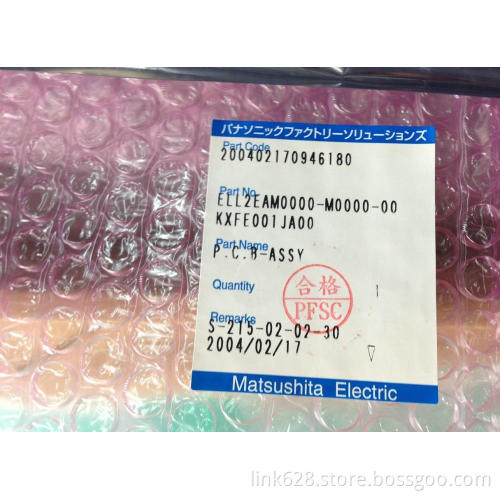 パナソニックファクトリーソリューションズ
Part Code
200402170946180
Part No.
ELL2EAM0000-M0000-00
KXFE001JA00
Part Name
P.C.B-ASSY
合格
PFSC
Quantity 1
Remarks
S-215-02-02-30
2004/02/17 ▽
Matsushita Electric
link628.store.bossgoo.com